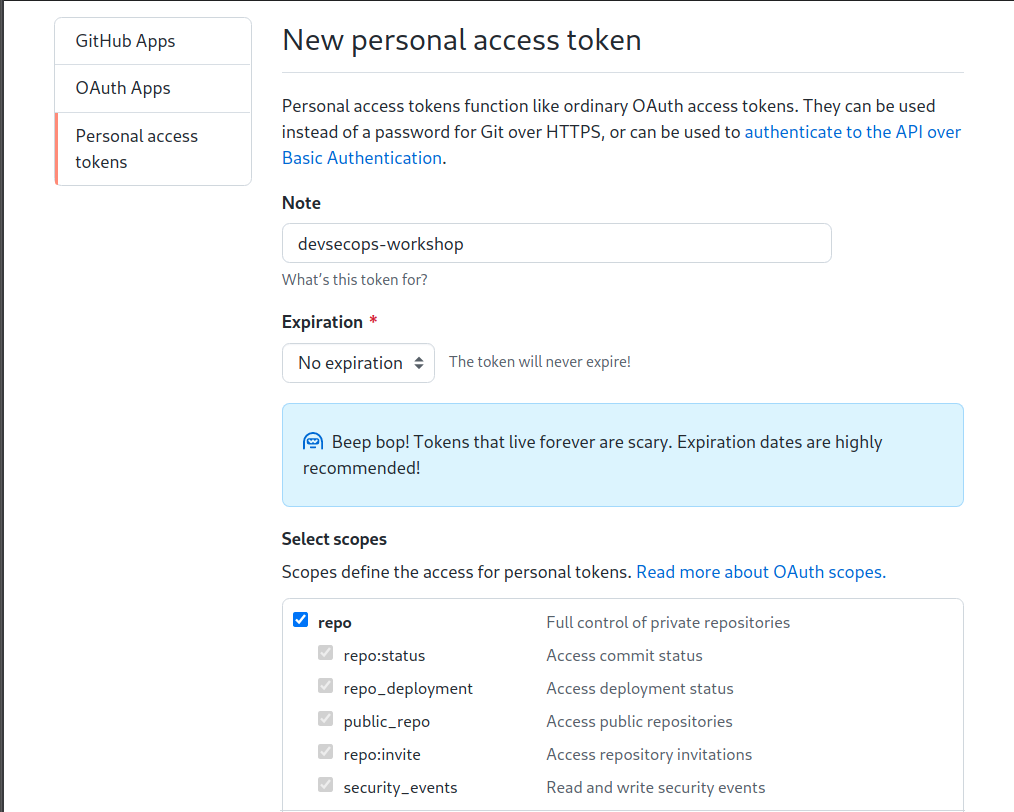 GitHub Apps
OAuth Apps
Personal access
tokens
New personal access token
Personal access tokens function like ordinary OAuth access tokens. They can be used
instead of a password for Git over HTTPS, or can be used to authenticate to the API over
Basic Authentication.
Note
devsecops-workshop
What's this token for?
Expiration *
No expiration The token will never expire!
Beep bop! Tokens that live forever are scary. Expiration dates are highly
recommended!
Select scopes
Scopes define the access for personal tokens. Read more about OAuth scopes.
repo Full control of private repositories
repo:status Access commit status
repo_deployment Access deployment status
public_repo Access public repositories
repo:invite Access repository invitations
security_events Read and write security events